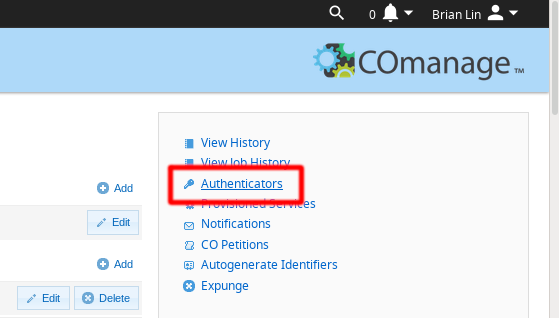 0 Brian Lin
COmanage™
View History
View Job History
Add
Authenticators
Provisioned Services
Edit
Notifications
CO Petitions
Add
Autogenerate Identifiers
Expunge
Edit Delete